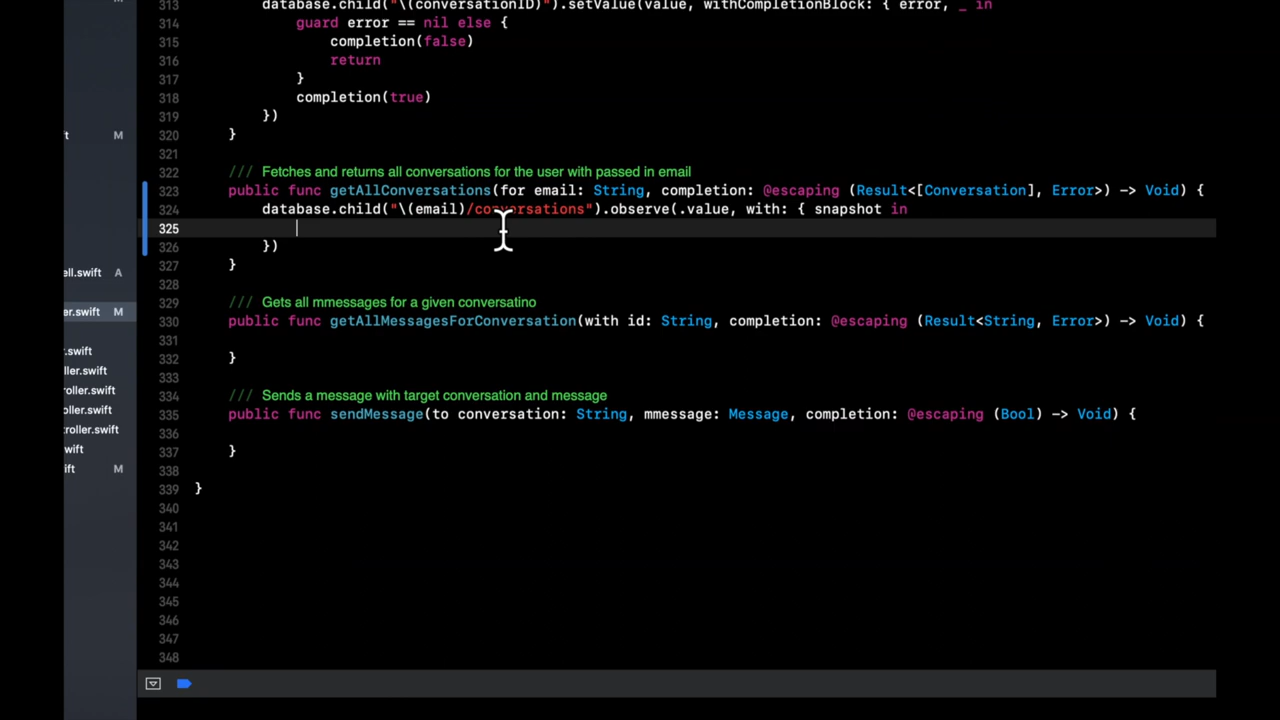 313 database.child("\(conversationID)").setValue(value, withCompletionBlock: { error, _ in
314 guard error == nil else {
315 completion(false)
316 return
317 }
318 completion(true)
319 })
320 }
321
322 /// Fetches and returns all conversations for the user with passed in email
323 public func getAllConversations(for email: String, completion: @escaping (Result<[Conversation], Error>) -> Void) {
324 database.child("\(email)/conversations").observe(.value, with: { snapshot in
325
326 })
327 }
328
329 /// Gets all mmessages for a given conversatino
330 public func getAllMessagesForConversation(with id: String, completion: @escaping (Result<String, Error>) -> Void) {
331
332 }
333
334 /// Sends a message with target conversation and message
335 public func sendMessage(to conversation: String, mmessage: Message, completion: @escaping (Bool) -> Void) {
336
337 }
338
339 }
340
341
342
343
344
345
346
347
348
t M
ell.swift A
er.swift M
r.swift
ller.swift
roller.swift
oller.swift
troller.swift
wift
ift M